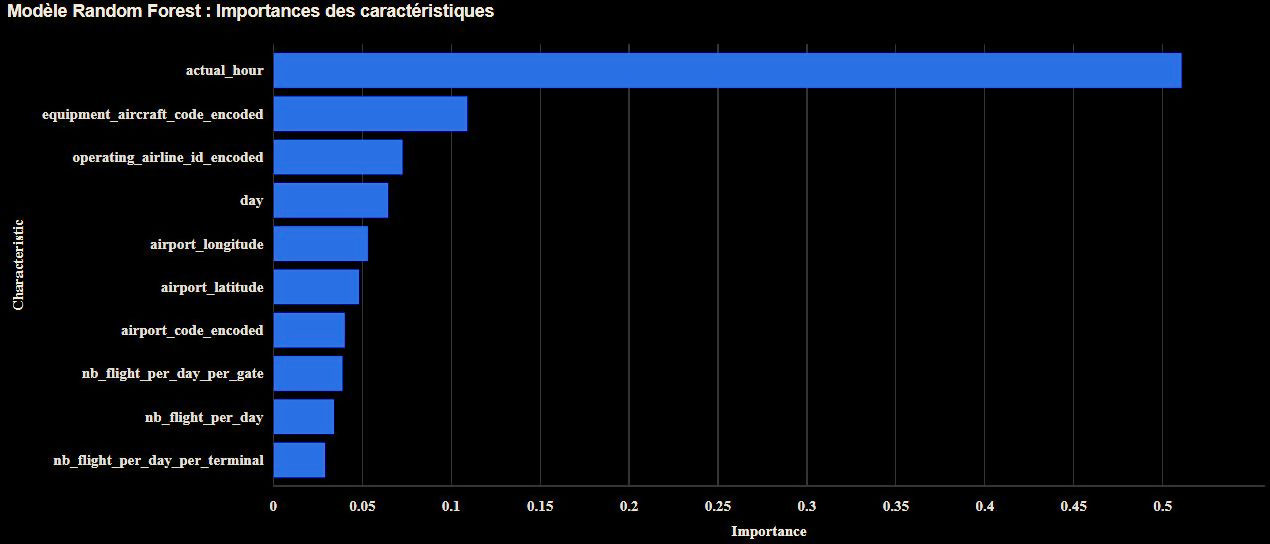 Modèle Random Forest : Importances des caractéristiques
actual_hour
equipment_aircraft_code_encoded
operating_airline_id_encoded
day
airport_longitude
airport_latitude
airport_code_encoded
nb_flight_per_day_per_gate
nb_flight_per_day
nb_flight_per_day_per_terminal
Characteristic
0 0.05 0.1 0.15 0.2 0.25 0.3 0.35 0.4 0.45 0.5
Importance